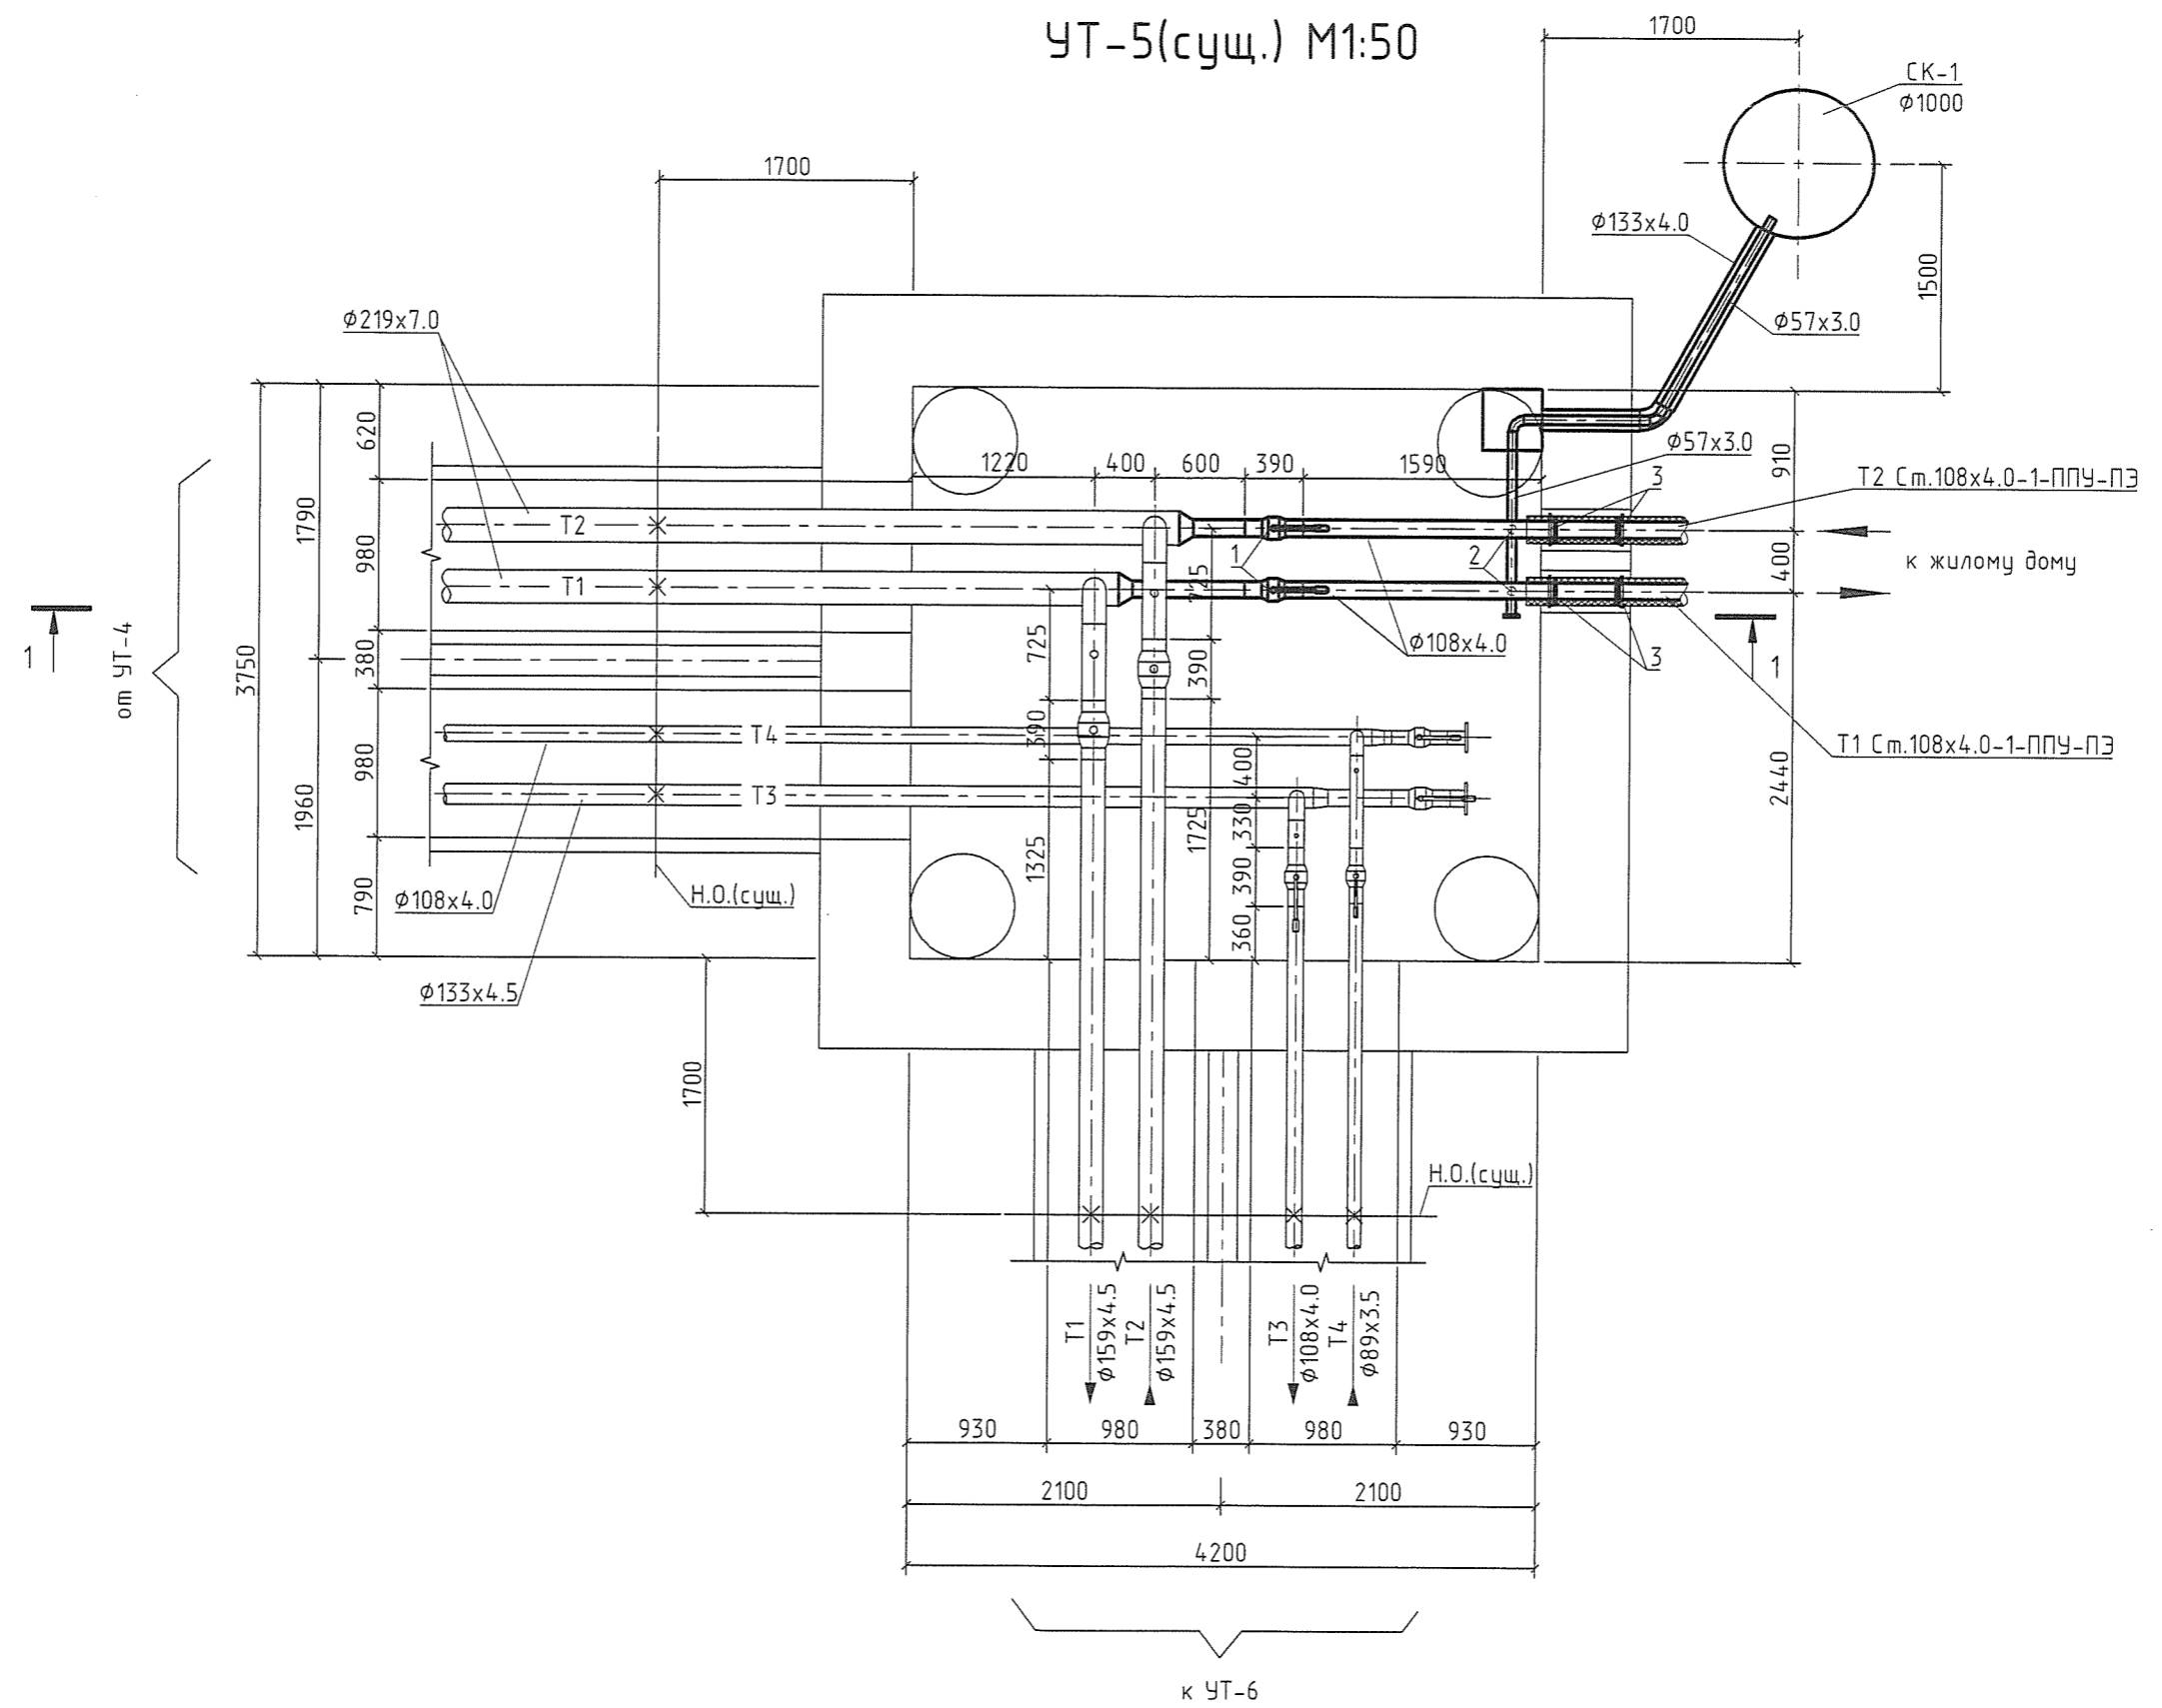 УТ-5(сущ.) М1:50
1700
СК-1
Ф1000
1700
Ф133х4.0
1500
Ф219х7.0
Ф57х3.0
620
1220
400
600
390
1590
Ф57х3.0
910
3
Т2 Ст.108х4.0-1-ППУ-ПЭ
1790
980
Т2
1
725
2
400
к жилому дому
Т1
1
от УТ-4
3750
380
725
390
Ф108х4.0
3
1
980
390
Т4
400
Т1 Ст.108х4.0-1-ППУ-ПЭ
2440
1960
Т3
330
1725
1325
790
Ф108х4.0
Н.О.(сущ.)
390
360
Ф133х4.5
1700
Н.О.(сущ.)
Т1
Ф159х4.5
Т2
Ф159х4.5
Т3
Ф108х4.0
Т4
Ф89х3.5
930
980
380
980
930
2100
2100
4200
к УТ-6